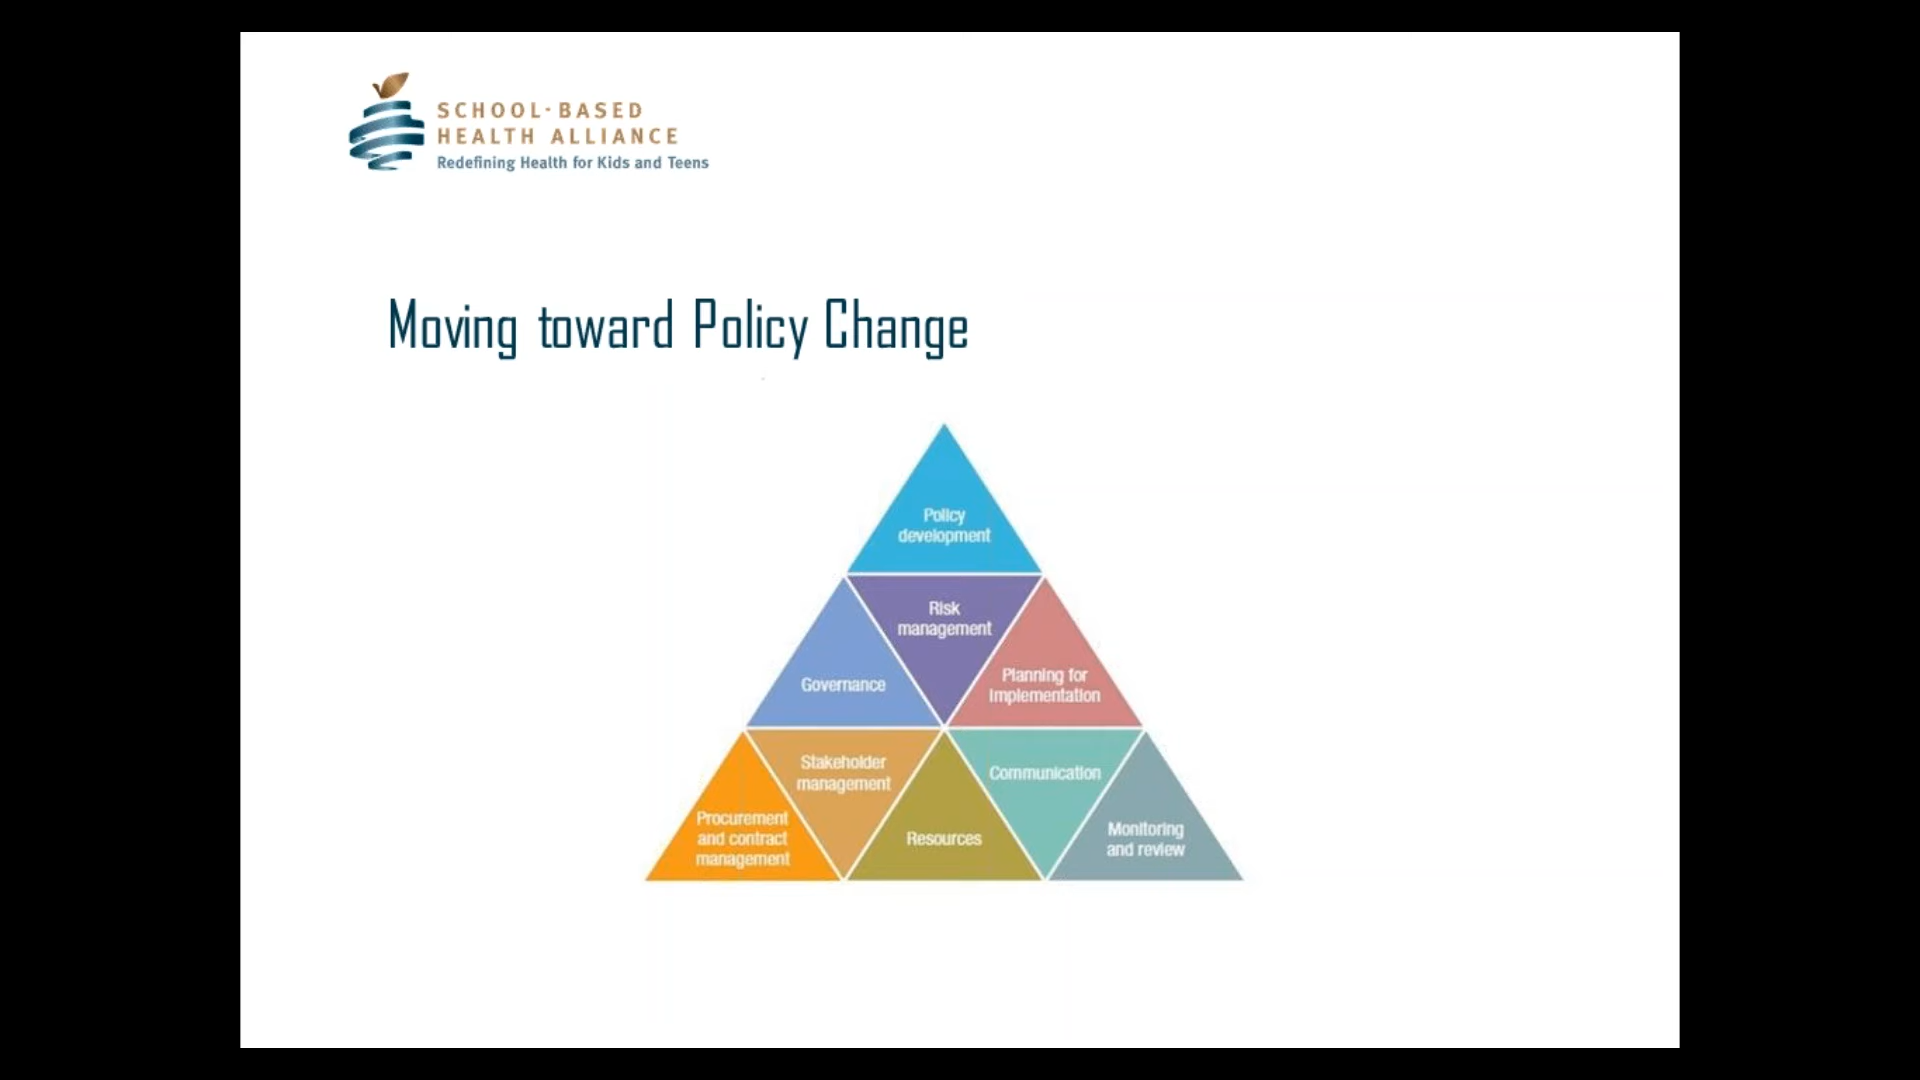 SCHOOL-BASED
HEALTH ALLIANCE
Redefining Health for Kids and Teens
Moving toward Policy Change
Policy
development
Risk
management
Governance
Planning for
implementation
Stakeholder
management
Communication
Procurement
and contract
management
Resources
Monitoring
and review